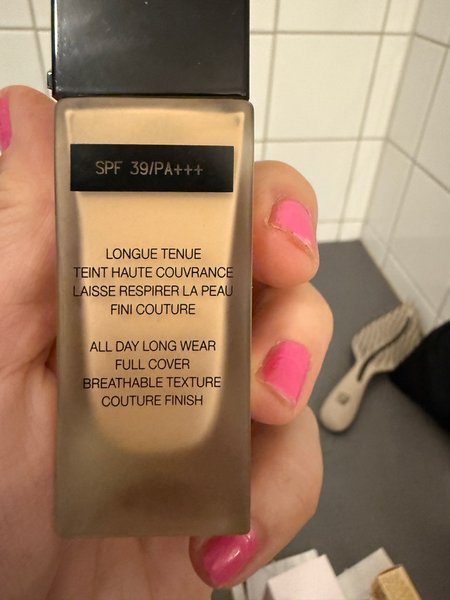 SPF 39/PA+++
LONGUE TENUE
TEINT HAUTE COUVRANCE
LAISSE RESPIRER LA PEAU
FINI COUTURE
ALL DAY LONG WEAR
FULL COVER
BREATHABLE TEXTURE
COUTURE FINISH